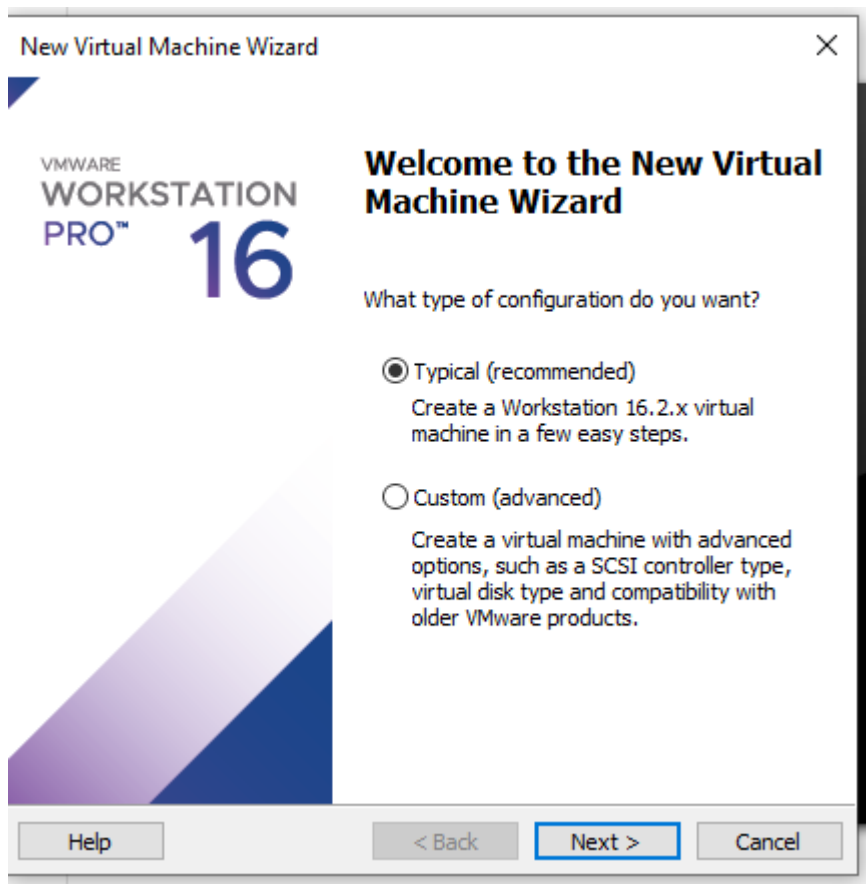 New Virtual Machine Wizard
VMWARE
WORKSTATION
PRO™
16
Welcome to the New Virtual
Machine Wizard
What type of configuration do you want?
Typical (recommended)
Create a Workstation 16.2.x virtual
machine in a few easy steps.
Custom (advanced)
Create a virtual machine with advanced
options, such as a SCSI controller type,
virtual disk type and compatibility with
older VMware products.
Help
< Back
Next >
Cancel